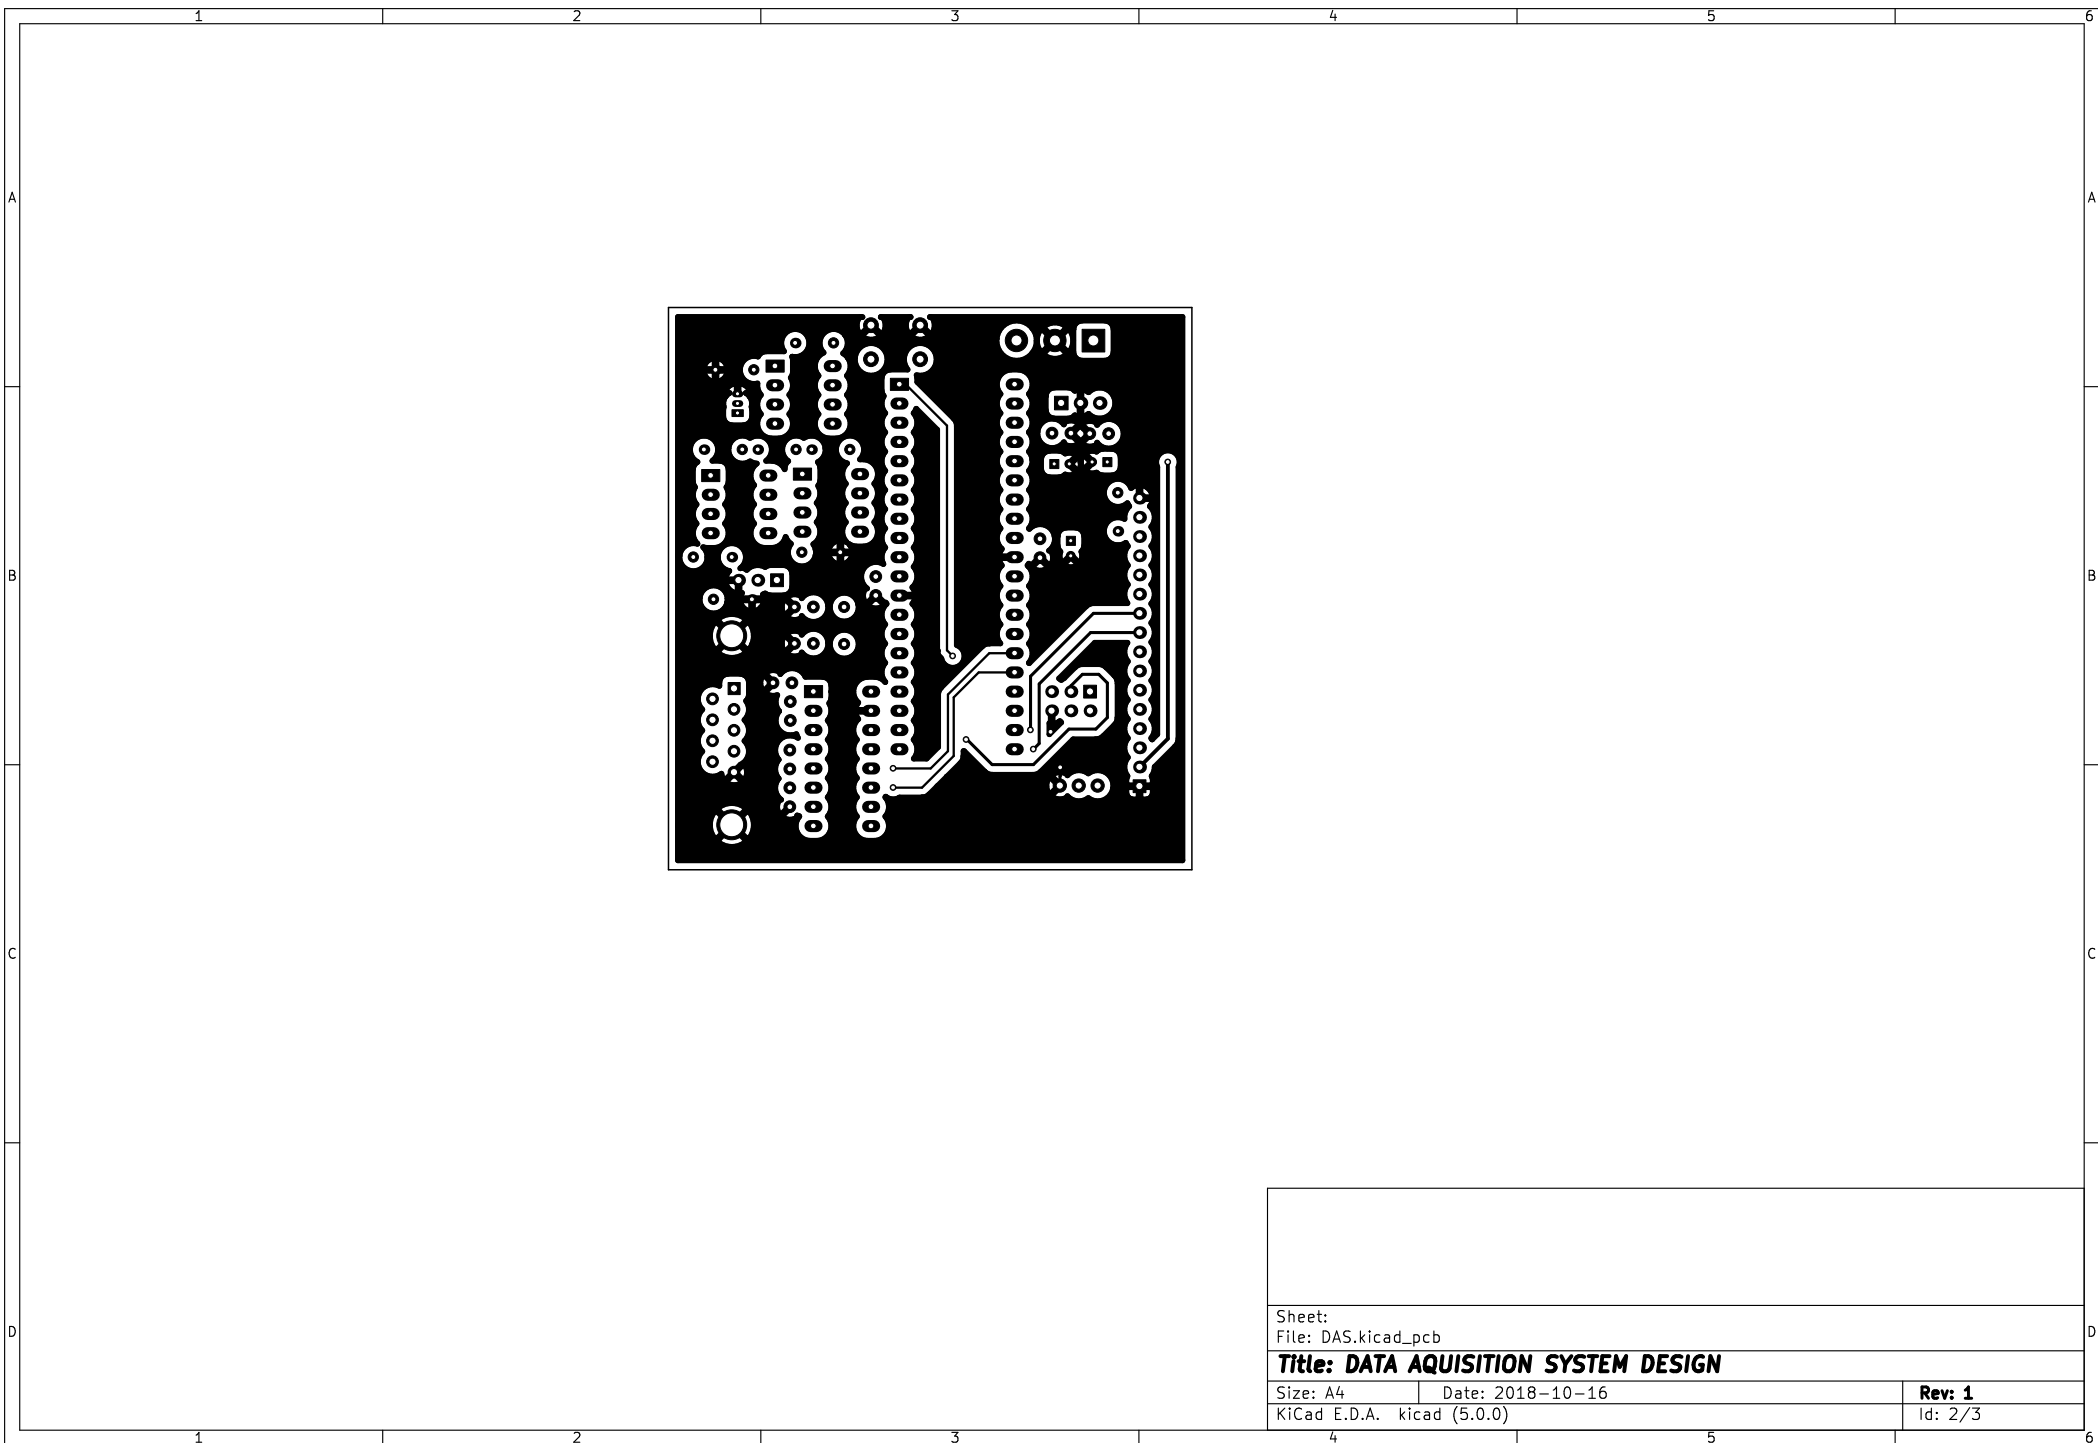 1 2 3 4 5 6
A A
B B
C C
D D
Sheet:
File: DAS.kicad_pcb
Title: DATA AQUISITION SYSTEM DESIGN
Size: A4 Date: 2018-10-16 Rev: 1
KiCad E.D.A. kicad (5.0.0) Id: 2/3
1 2 3 4 5 6